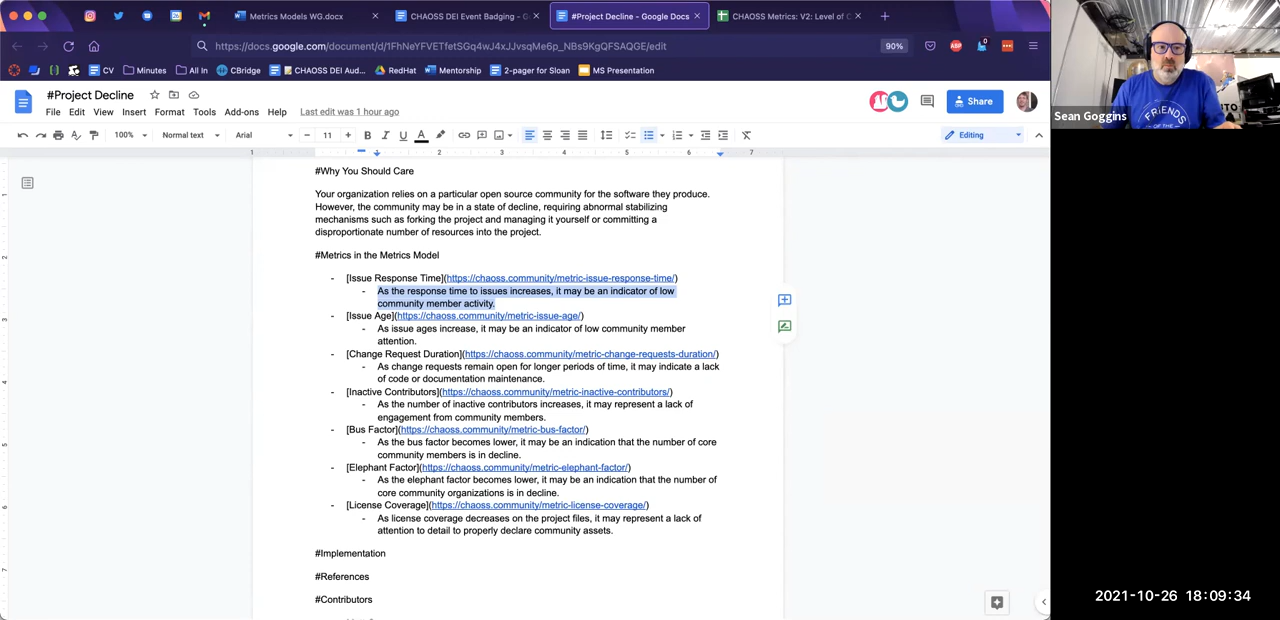 Metrics Models WG.docx
CHAOSS DEI Event Badging - G
#Project Decline - Google Docs
CHAOSS Metrics: V2: Level of C
https://docs.google.com/document/d/1FhNeYFVETfetSGq4wJ4xJJvsqMe6p_NBs9KgQFSAQGE/edit
90%
CV
Minutes
All In
CBridge
CHAOSS DEI Aud...
RedHat
Mentorship
2-pager for Sloan
MS Presentation
#Project Decline
File Edit View Insert Format Tools Add-ons Help Last edit was 1 hour ago
Share
100% Normal text Arial 11 Editing
#Why You Should Care
Your organization relies on a particular open source community for the software they produce.
However, the community may be in a state of decline, requiring abnormal stabilizing
mechanisms such as forking the project and managing it yourself or committing a
disproportionate number of resources into the project.
#Metrics in the Metrics Model
- [Issue Response Time](https://chaoss.community/metric-issue-response-time/)
- As the response time to issues increases, it may be an indicator of low
community member activity.
- [Issue Age](https://chaoss.community/metric-issue-age/)
- As issue ages increase, it may be an indicator of low community member
attention.
- [Change Request Duration](https://chaoss.community/metric-change-requests-duration/)
- As change requests remain open for longer periods of time, it may indicate a lack
of code or documentation maintenance.
- [Inactive Contributors](https://chaoss.community/metric-inactive-contributors/)
- As the number of inactive contributors increases, it may represent a lack of
engagement from community members.
- [Bus Factor](https://chaoss.community/metric-bus-factor/)
- As the bus factor becomes lower, it may be an indication that the number of core
community members is in decline.
- [Elephant Factor](https://chaoss.community/metric-elephant-factor/)
- As the elephant factor becomes lower, it may be an indication that the number of
core community organizations is in decline.
- [License Coverage](https://chaoss.community/metric-license-coverage/)
- As license coverage decreases on the project files, it may represent a lack of
attention to detail to properly declare community assets.
#Implementation
#References
#Contributors
Sean Goggins
FRIENDS
OF THE
2021-10-26 18:09:34